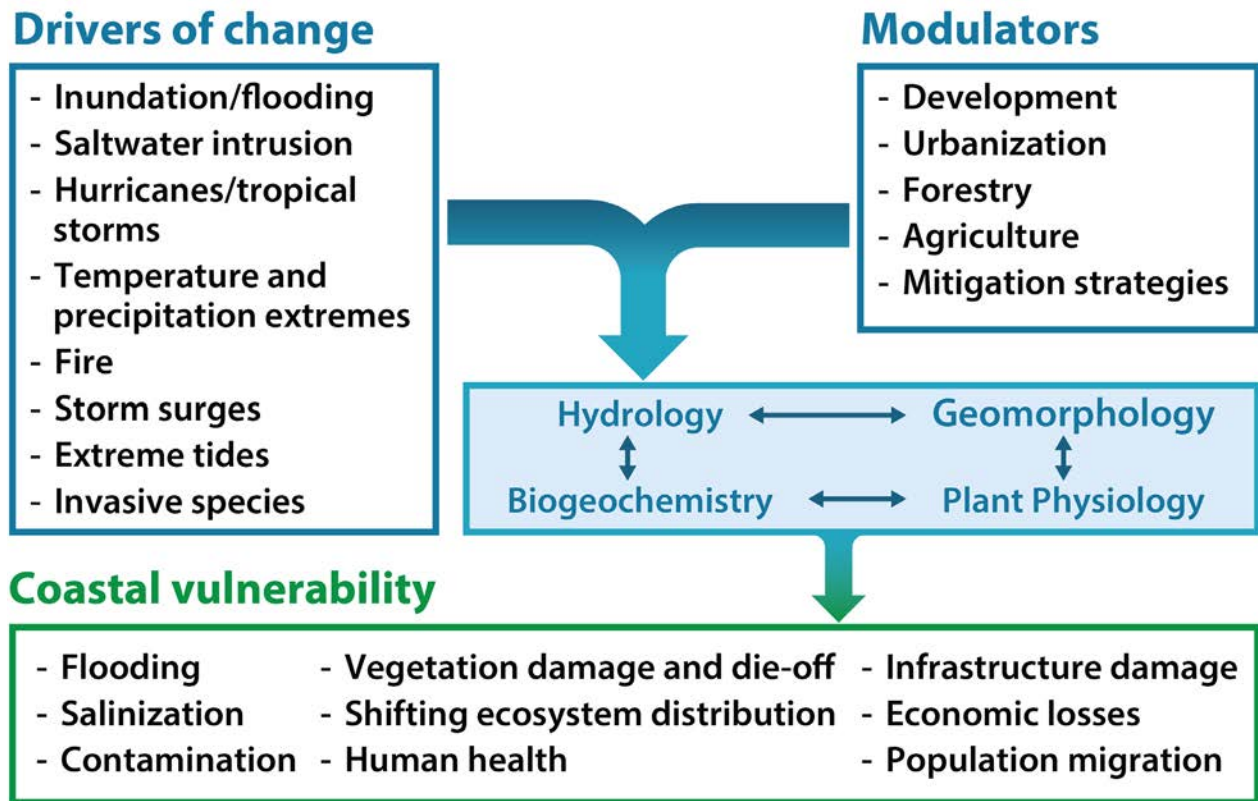 Drivers of change
- Inundation/flooding
- Saltwater intrusion
- Hurricanes/tropical
storms
- Temperature and
precipitation extremes
- Fire
- Storm surges
- Extreme tides
- Invasive species
Modulators
- Development
- Urbanization
- Forestry
- Agriculture
- Mitigation strategies
Hydrology
Geomorphology
Biogeochemistry
Plant Physiology
Coastal vulnerability
- Flooding
- Salinization
- Contamination
- Vegetation damage and die-off
- Shifting ecosystem distribution
- Human health
- Infrastructure damage
- Economic losses
- Population migration